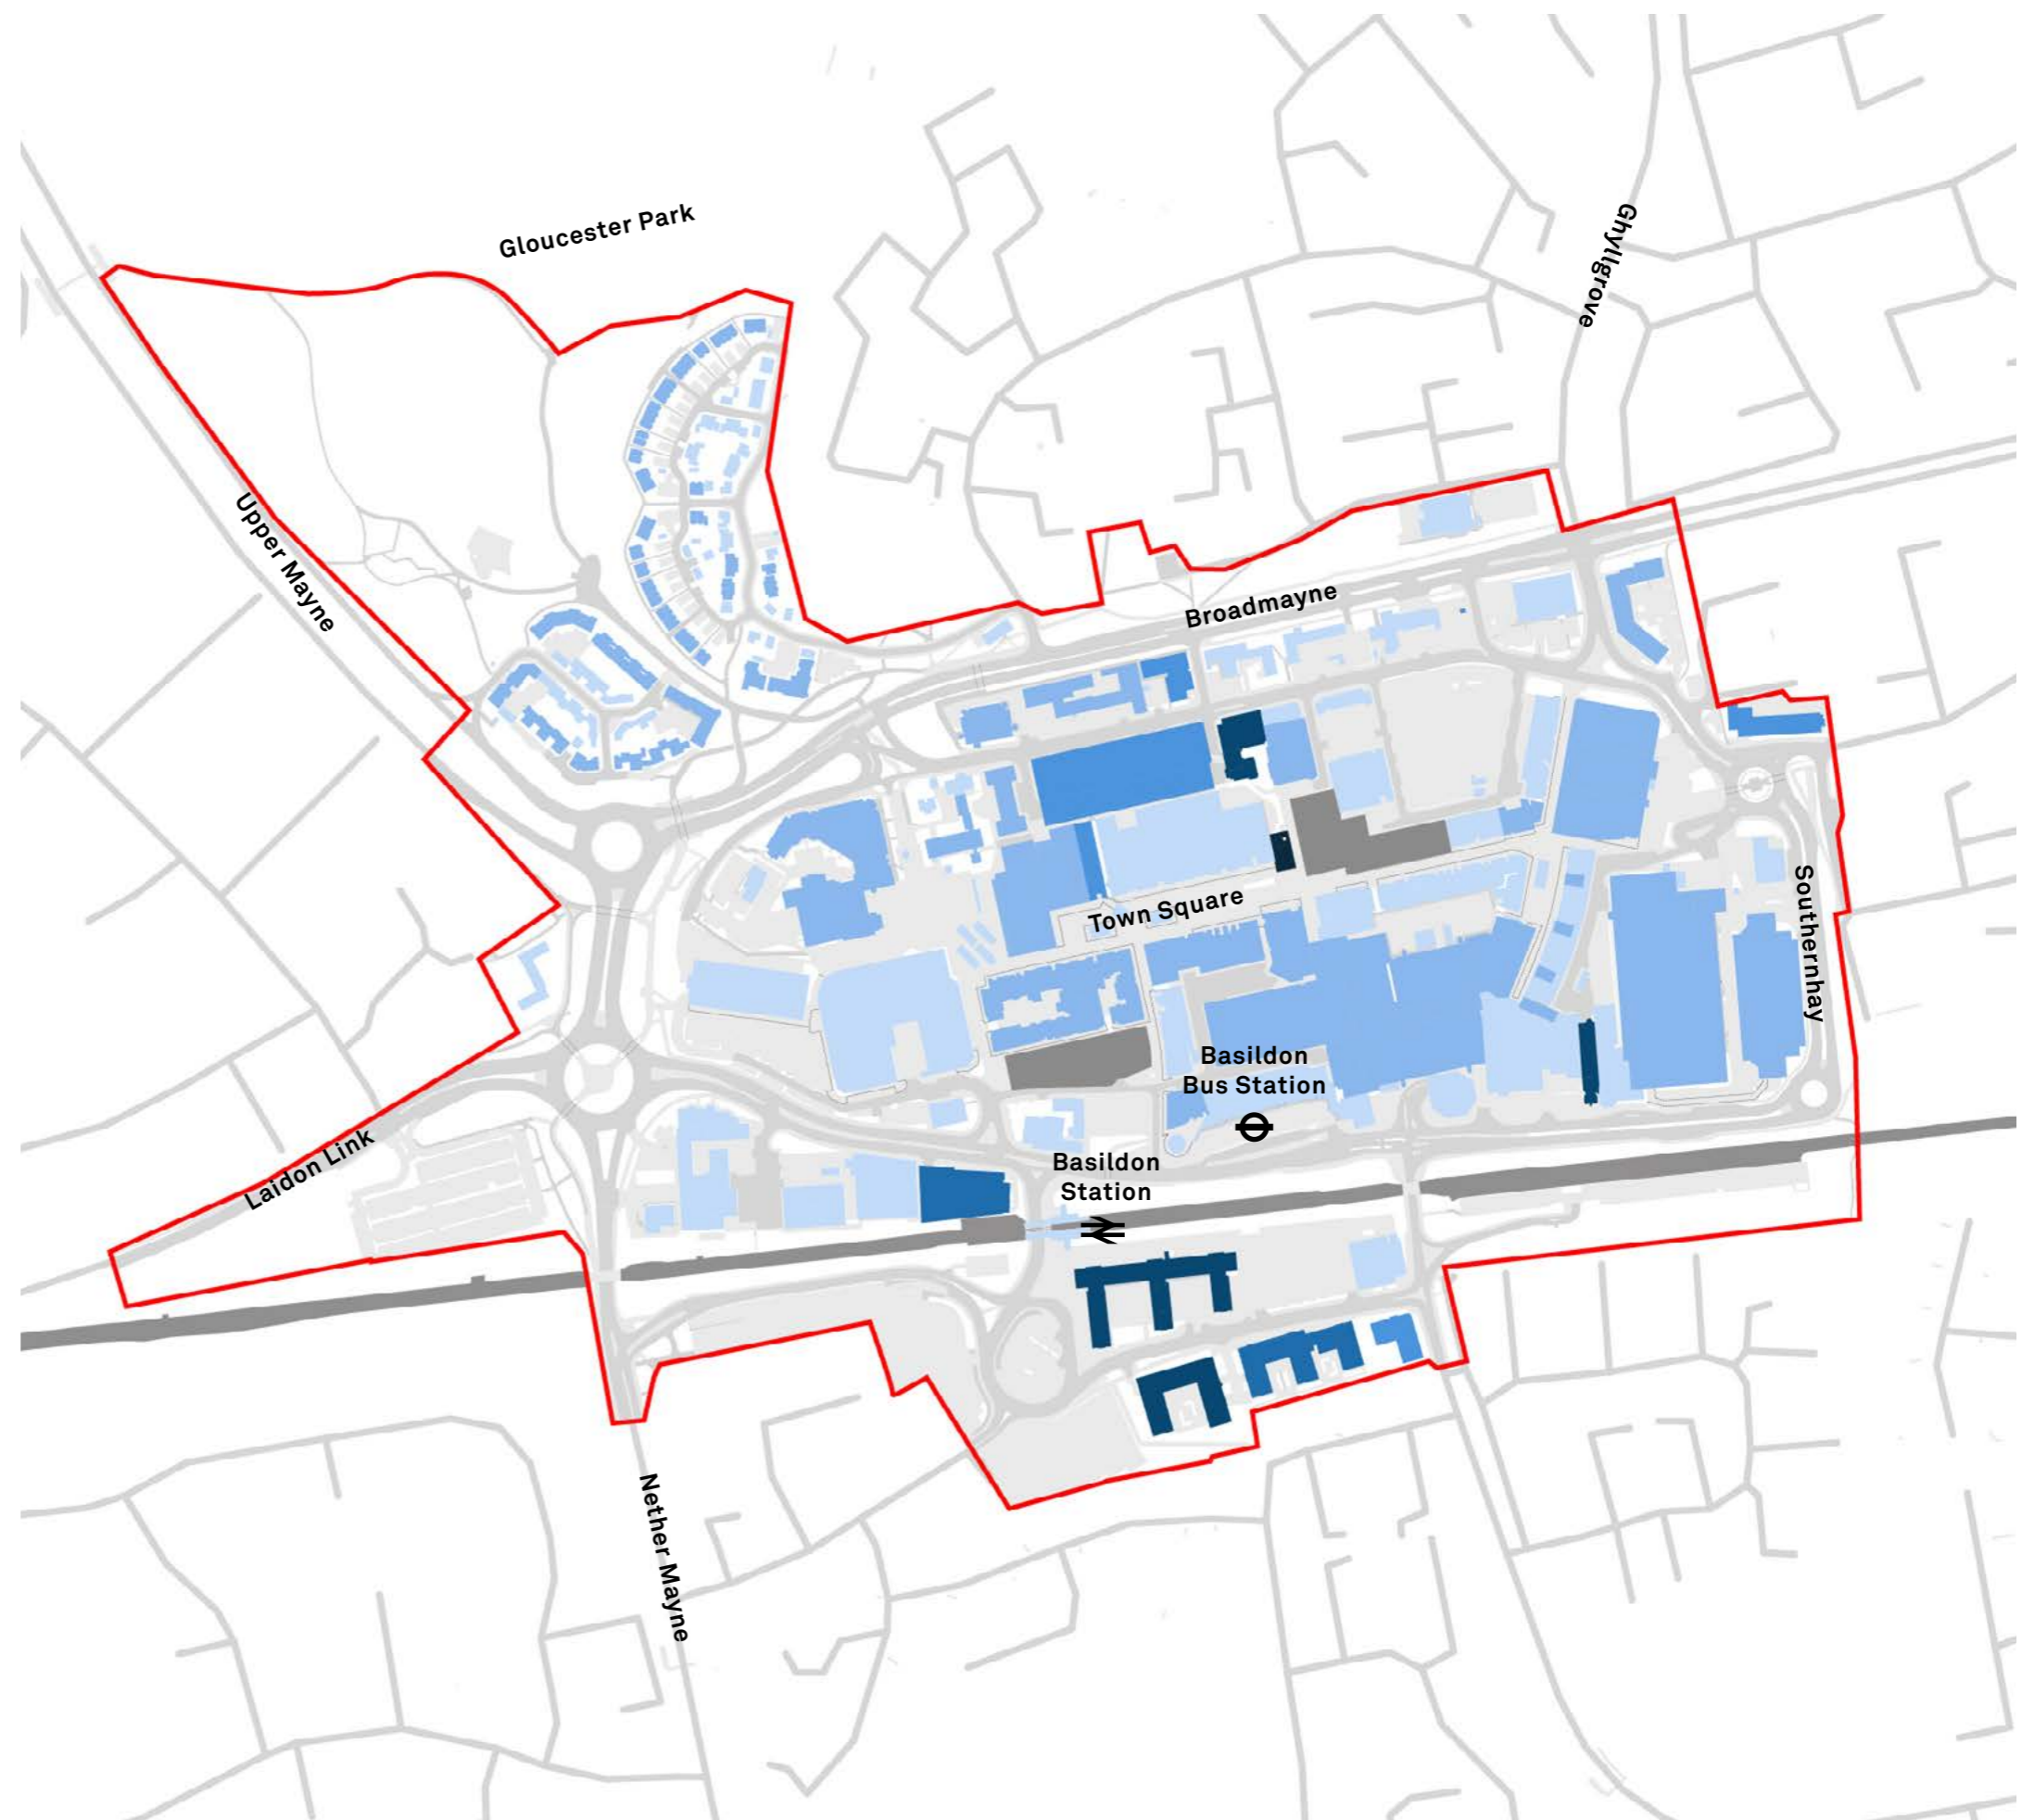 Gloucester Park
Ghyllgrove
Upper Mayne
Broadmayne
Town Square
Southernhay
Basildon
Bus Station
Laidon Link
Basildon
Station
Nether Mayne